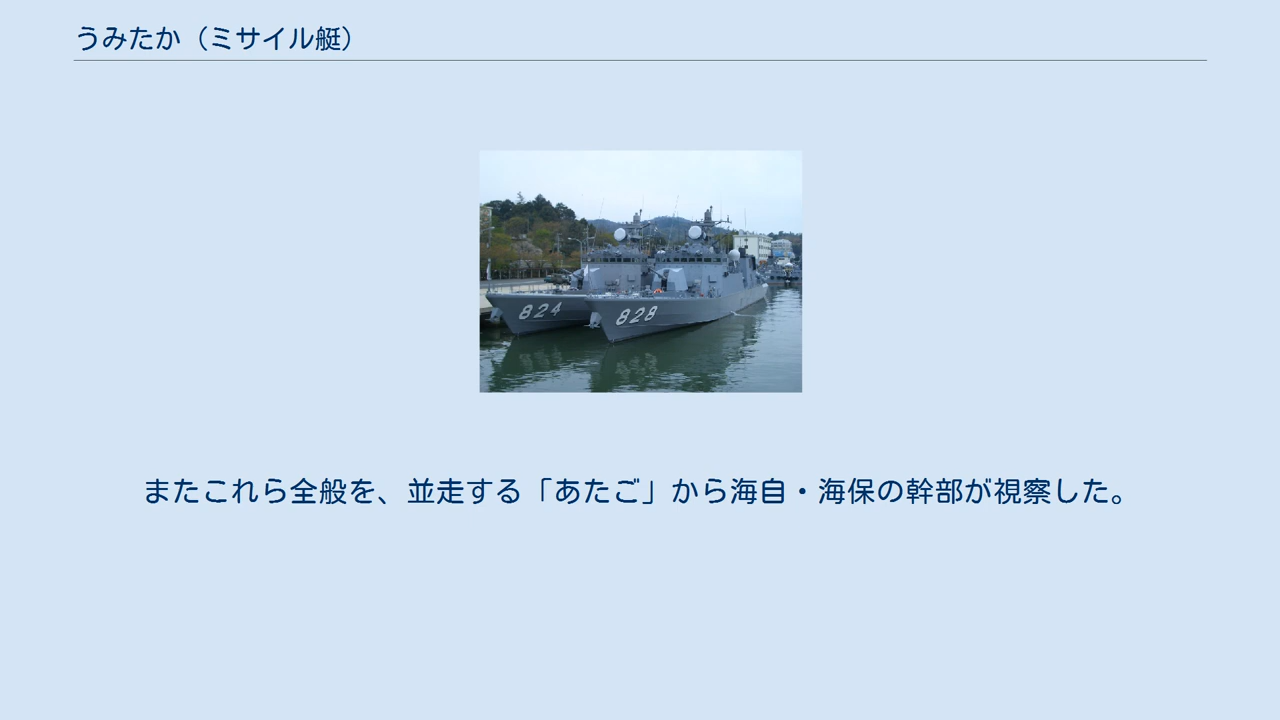 うみたか（ミサイル艇）
824
828
またこれら全般を、並走する「あたご」から海自・海保の幹部が視察した。